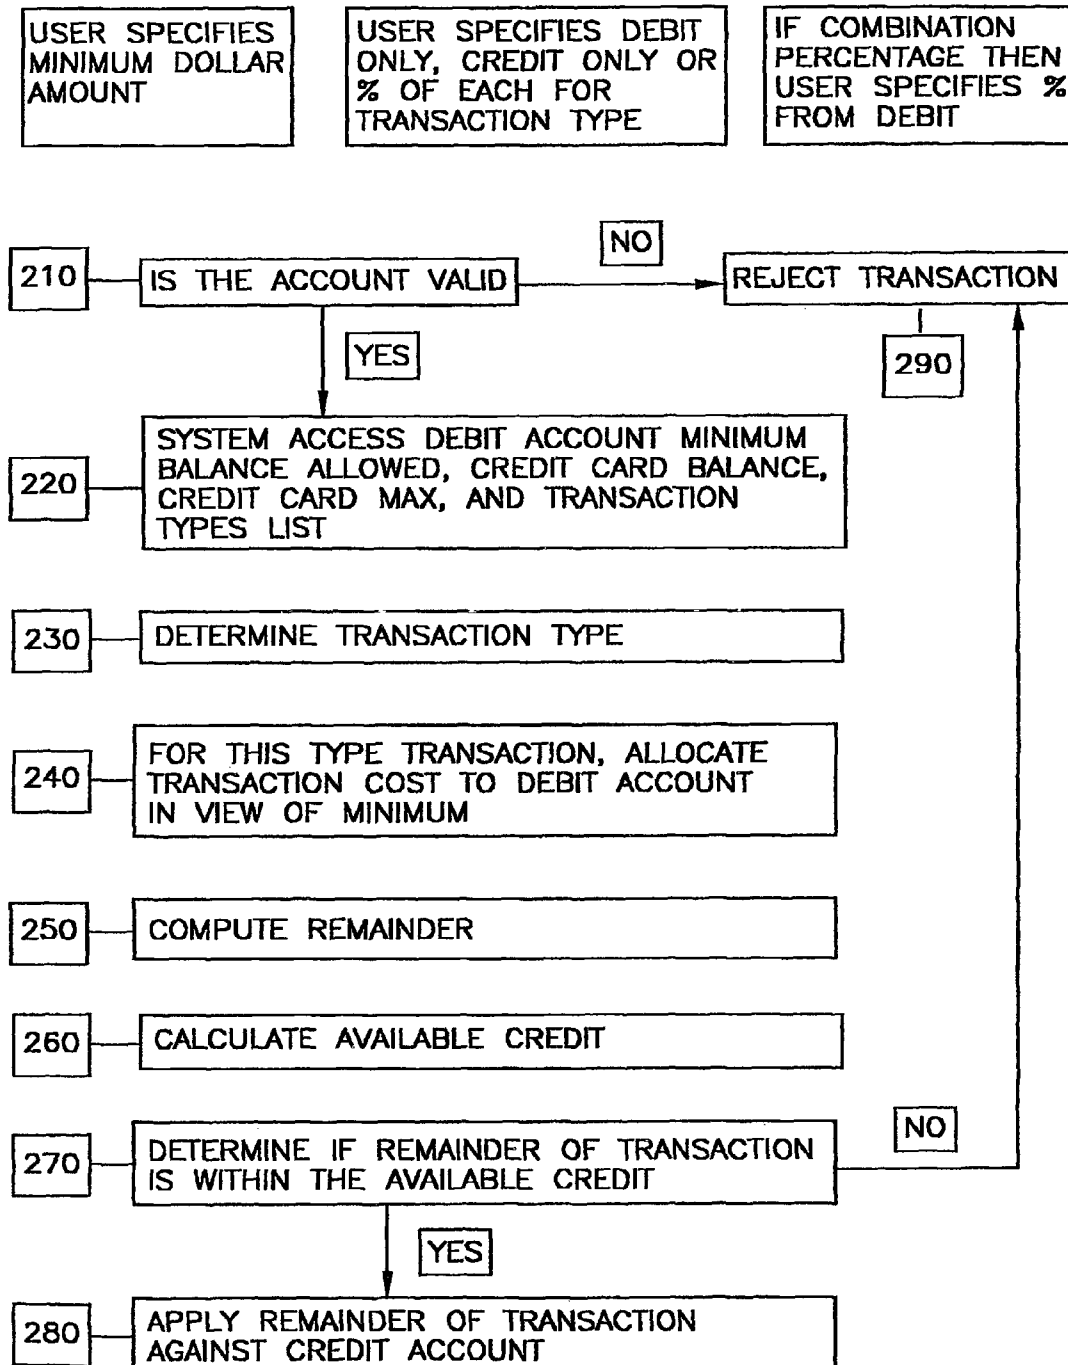 USER SPECIFIES
MINIMUM DOLLAR
AMOUNT
USER SPECIFIES DEBIT
ONLY, CREDIT ONLY OR
% OF EACH FOR
TRANSACTION TYPE
IF COMBINATION
PERCENTAGE THEN
USER SPECIFIES %
FROM DEBIT
NO
210
IS THE ACCOUNT VALID
REJECT TRANSACTION
YES
290
220
SYSTEM ACCESS DEBIT ACCOUNT MINIMUM
BALANCE ALLOWED, CREDIT CARD BALANCE,
CREDIT CARD MAX, AND TRANSACTION
TYPES LIST
230
DETERMINE TRANSACTION TYPE
240
FOR THIS TYPE TRANSACTION, ALLOCATE
TRANSACTION COST TO DEBIT ACCOUNT
IN VIEW OF MINIMUM
250
COMPUTE REMAINDER
260
CALCULATE AVAILABLE CREDIT
NO
270
DETERMINE IF REMAINDER OF TRANSACTION
IS WITHIN THE AVAILABLE CREDIT
YES
280
APPLY REMAINDER OF TRANSACTION
AGAINST CREDIT ACCOUNT